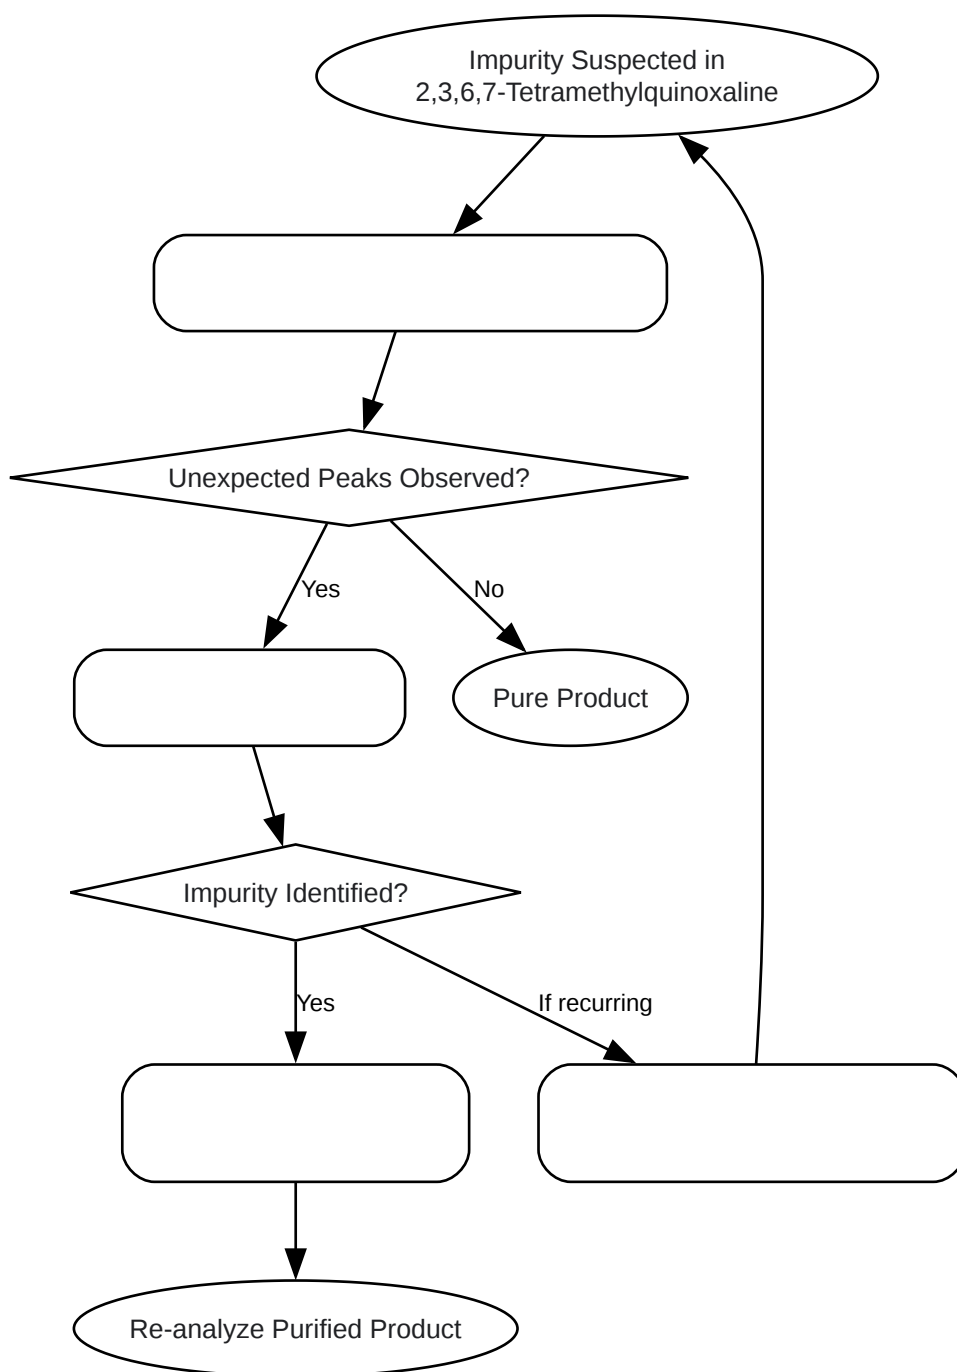 Impurity Suspected in
2,3,6,7-Tetramethylquinoxaline
Unexpected Peaks Observed?
Yes
No
Pure Product
Impurity Identified?
Yes
If recurring
Re-analyze Purified Product